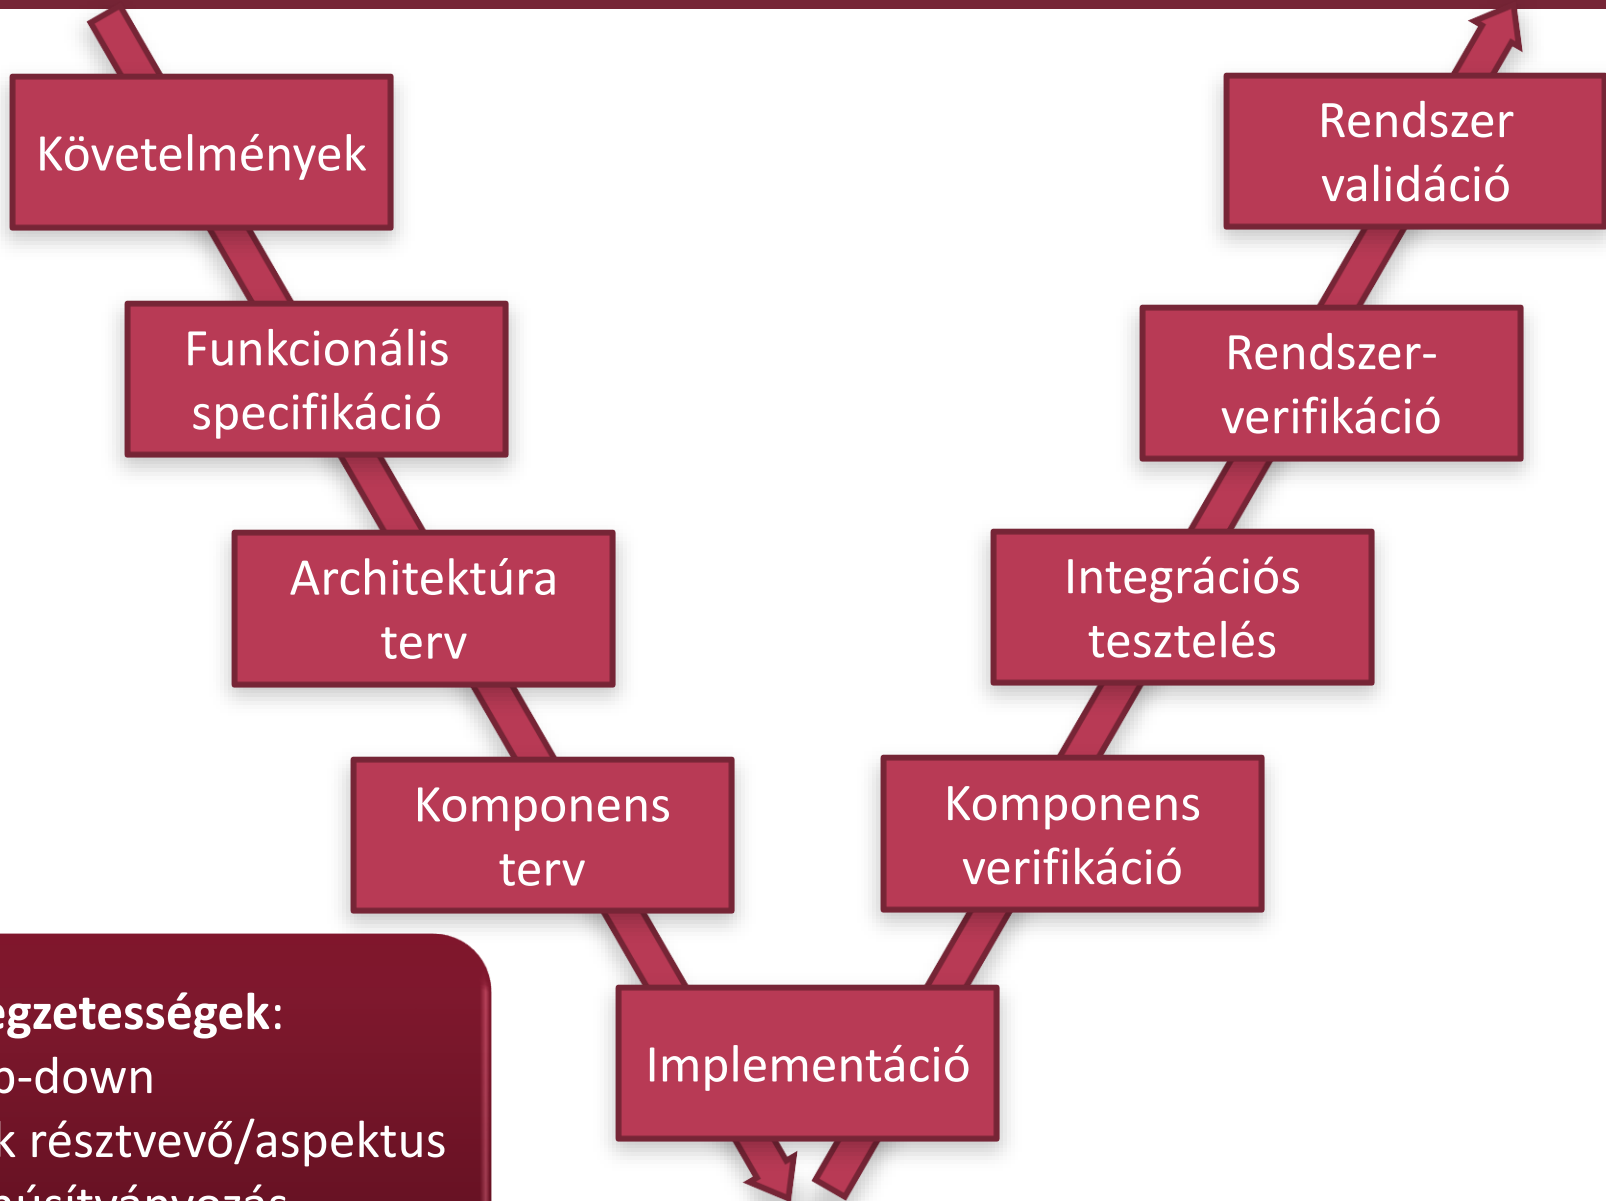 Követelmények
Funkcionális
specifikáció
Architektúra
terv
Komponens
terv
Implementáció
Komponens
verifikáció
Integrációs
tesztelés
Rendszer-
verifikáció
Rendszer
validáció
egzetességek:
p-down
k résztvevő/aspektus